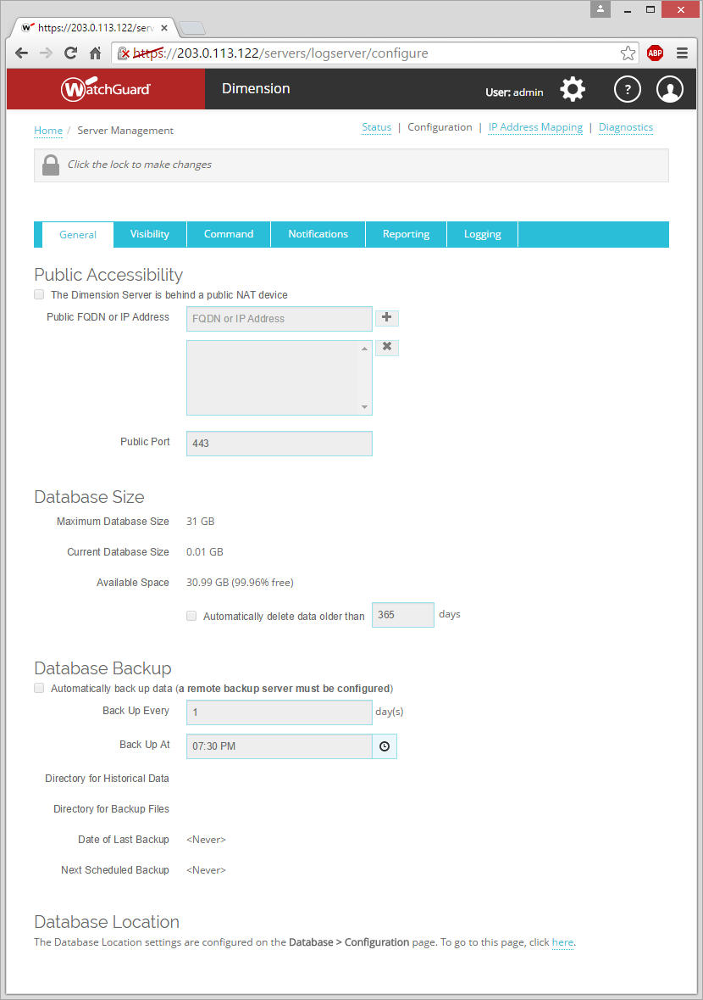 https://203.0.113.122/serv
https://203.0.113.122/servers/logserver/configure
ABP
WatchGuard
Dimension
User: admin
?
Home / Server Management
Status | Configuration | IP Address Mapping | Diagnostics
Click the lock to make changes
General Visibility Command Notifications Reporting Logging
Public Accessibility
The Dimension Server is behind a public NAT device
Public FQDN or IP Address FQDN or IP Address
Public Port 443
Database Size
Maximum Database Size 31 GB
Current Database Size 0.01 GB
Available Space 30.99 GB (99.96% free)
Automatically delete data older than 365 days
Database Backup
Automatically back up data (a remote backup server must be configured)
Back Up Every 1 day(s)
Back Up At 07:30 PM
Directory for Historical Data
Directory for Backup Files
Date of Last Backup <Never>
Next Scheduled Backup <Never>
Database Location
The Database Location settings are configured on the Database > Configuration page. To go to this page, click here.